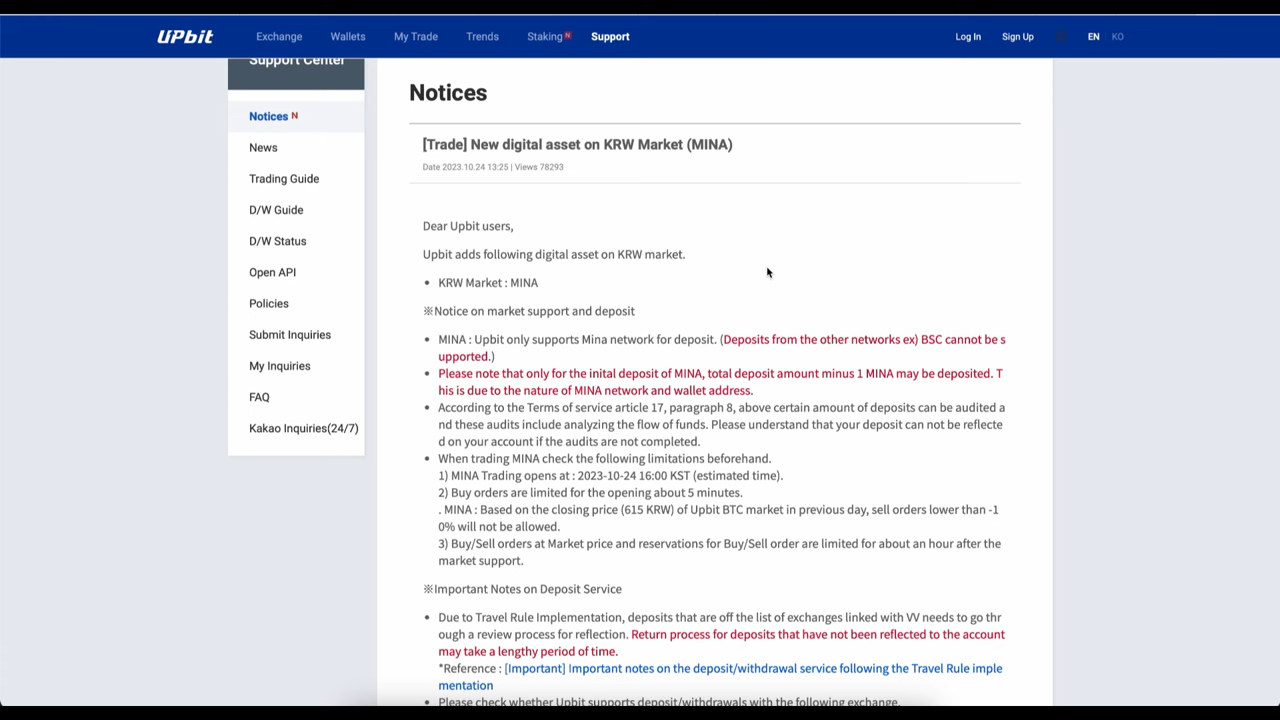 UPbit Exchange Wallets My Trade Trends Staking N Support Log In Sign Up EN KO
Support Center
Notices N
News
Trading Guide
D/W Guide
D/W Status
Open API
Policies
Submit Inquiries
My Inquiries
FAQ
Kakao Inquiries(24/7)
Notices
[Trade] New digital asset on KRW Market (MINA)
Date 2023.10.24 13:25 | Views 78293
Dear Upbit users,
Upbit adds following digital asset on KRW market.
• KRW Market : MINA
※Notice on market support and deposit
• MINA : Upbit only supports Mina network for deposit. (Deposits from the other networks ex) BSC cannot be s
upported.)
• Please note that only for the inital deposit of MINA, total deposit amount minus 1 MINA may be deposited. T
his is due to the nature of MINA network and wallet address.
• According to the Terms of service article 17, paragraph 8, above certain amount of deposits can be audited a
nd these audits include analyzing the flow of funds. Please understand that your deposit can not be reflecte
d on your account if the audits are not completed.
• When trading MINA check the following limitations beforehand.
1) MINA Trading opens at : 2023-10-24 16:00 KST (estimated time).
2) Buy orders are limited for the opening about 5 minutes.
. MINA : Based on the closing price (615 KRW) of Upbit BTC market in previous day, sell orders lower than -1
0% will not be allowed.
3) Buy/Sell orders at Market price and reservations for Buy/Sell order are limited for about an hour after the
market support.
※Important Notes on Deposit Service
• Due to Travel Rule Implementation, deposits that are off the list of exchanges linked with VV needs to go thr
ough a review process for reflection. Return process for deposits that have not been reflected to the account
may take a lengthy period of time.
*Reference : [Important] Important notes on the deposit/withdrawal service following the Travel Rule imple
mentation
• Please check whether Upbit supports deposit/withdrawals with the following exchange.